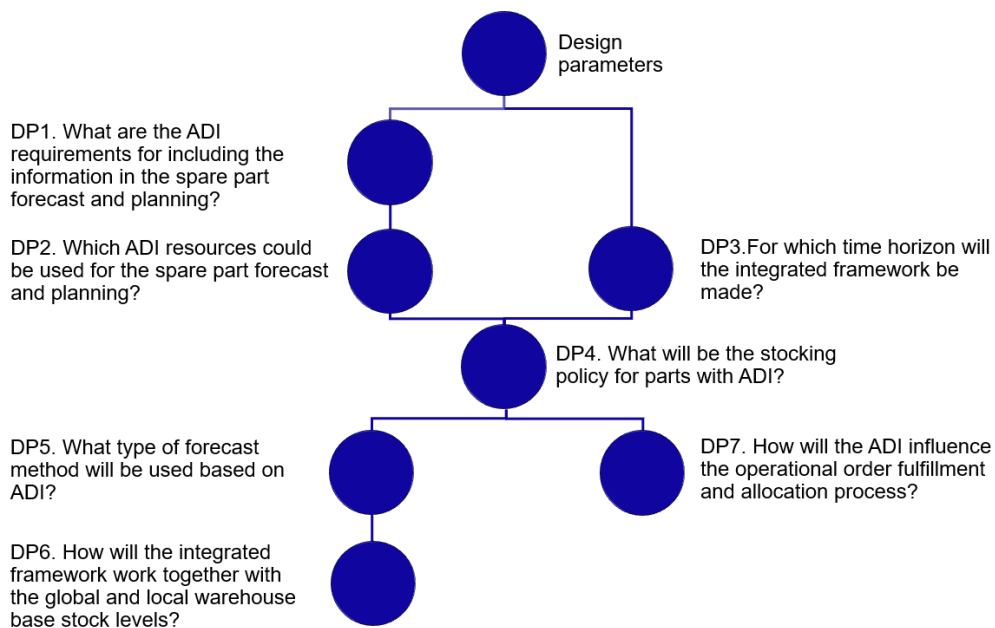 Design
parameters
DP1. What are the ADI
requirements for including the
information in the spare part
forecast and planning?
DP2. Which ADI resources could
be used for the spare part forecast
and planning?
DP3.For which time horizon will
the integrated framework be
made?
DP4. What will be the stocking
policy for parts with ADI?
DP5. What type of forecast
method will be used based on
ADI?
DP7. How will the ADI influence
the operational order fulfillment
and allocation process?
DP6. How will the integrated
framework work together with
the global and local warehouse
base stock levels?